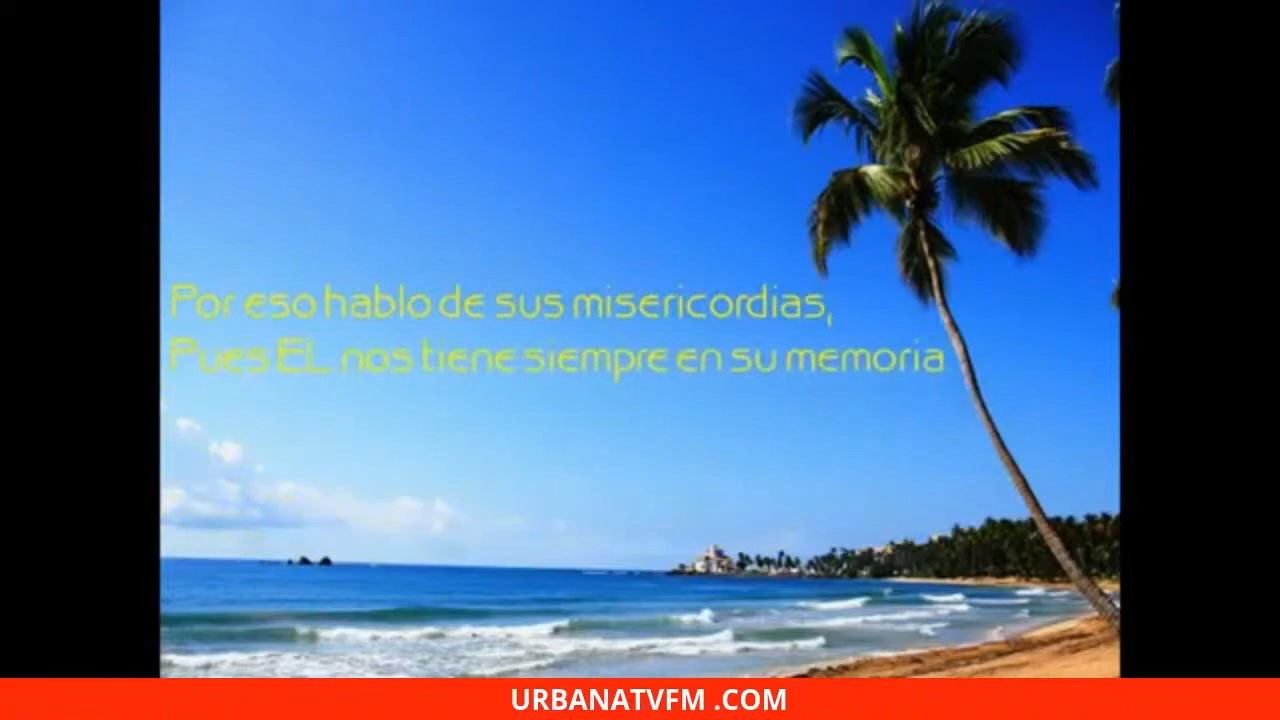 Por eso hablo de sus misericordias,
Pues EL nos tiene siempre en su memoria
URBANATVFM .COM